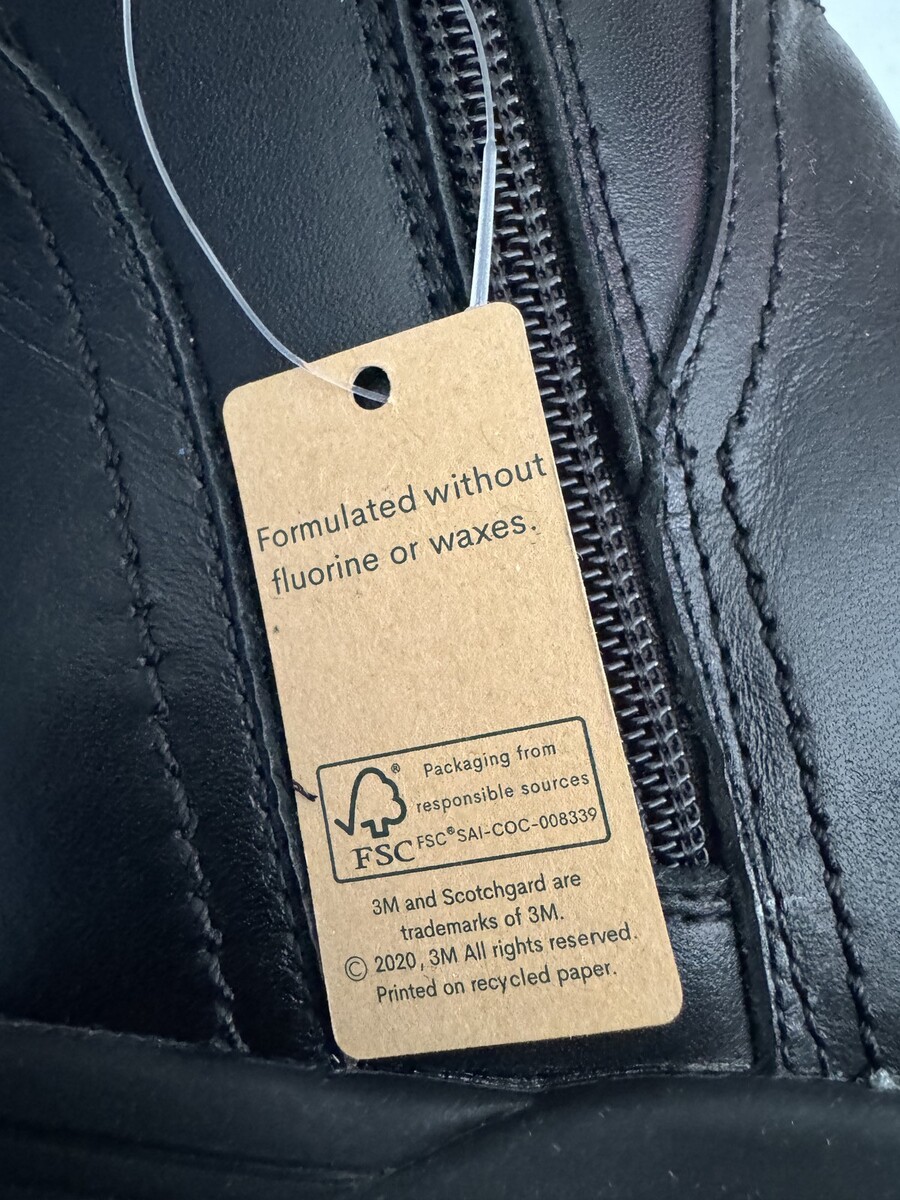 Formulated without
fluorine or waxes.
®
Packaging from
responsible sources
FSC FSC® SAI-COC-008339
3M and Scotchgard are
trademarks of 3M.
© 2020, 3M All rights reserved.
Printed on recycled paper.